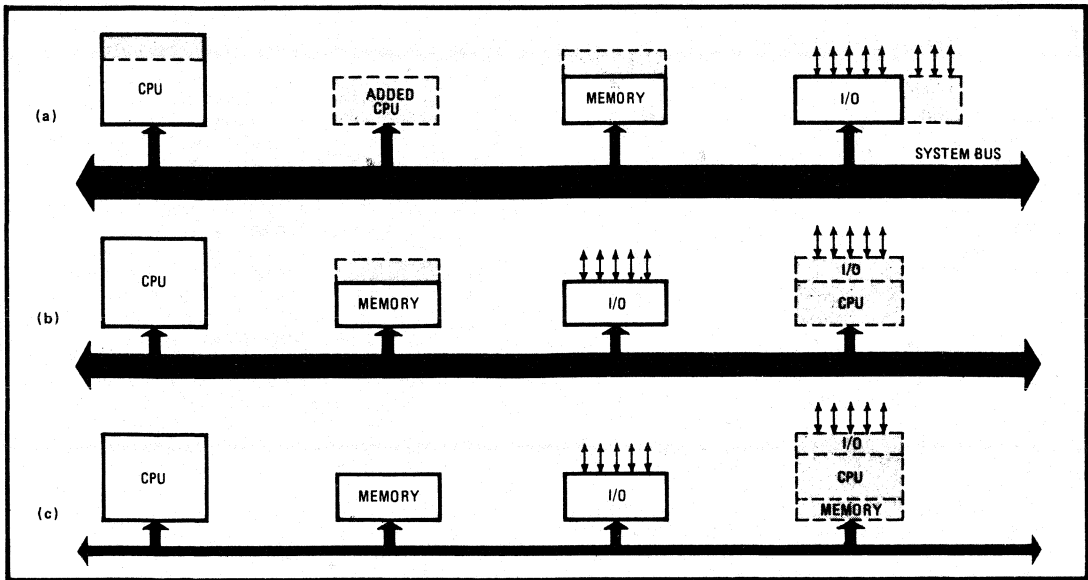 (a)
CPU
ADDED
CPU
MEMORY
I/O
SYSTEM BUS
(b)
CPU
MEMORY
I/O
I/O
CPU
(c)
CPU
MEMORY
I/O
I/O
CPU
MEMORY